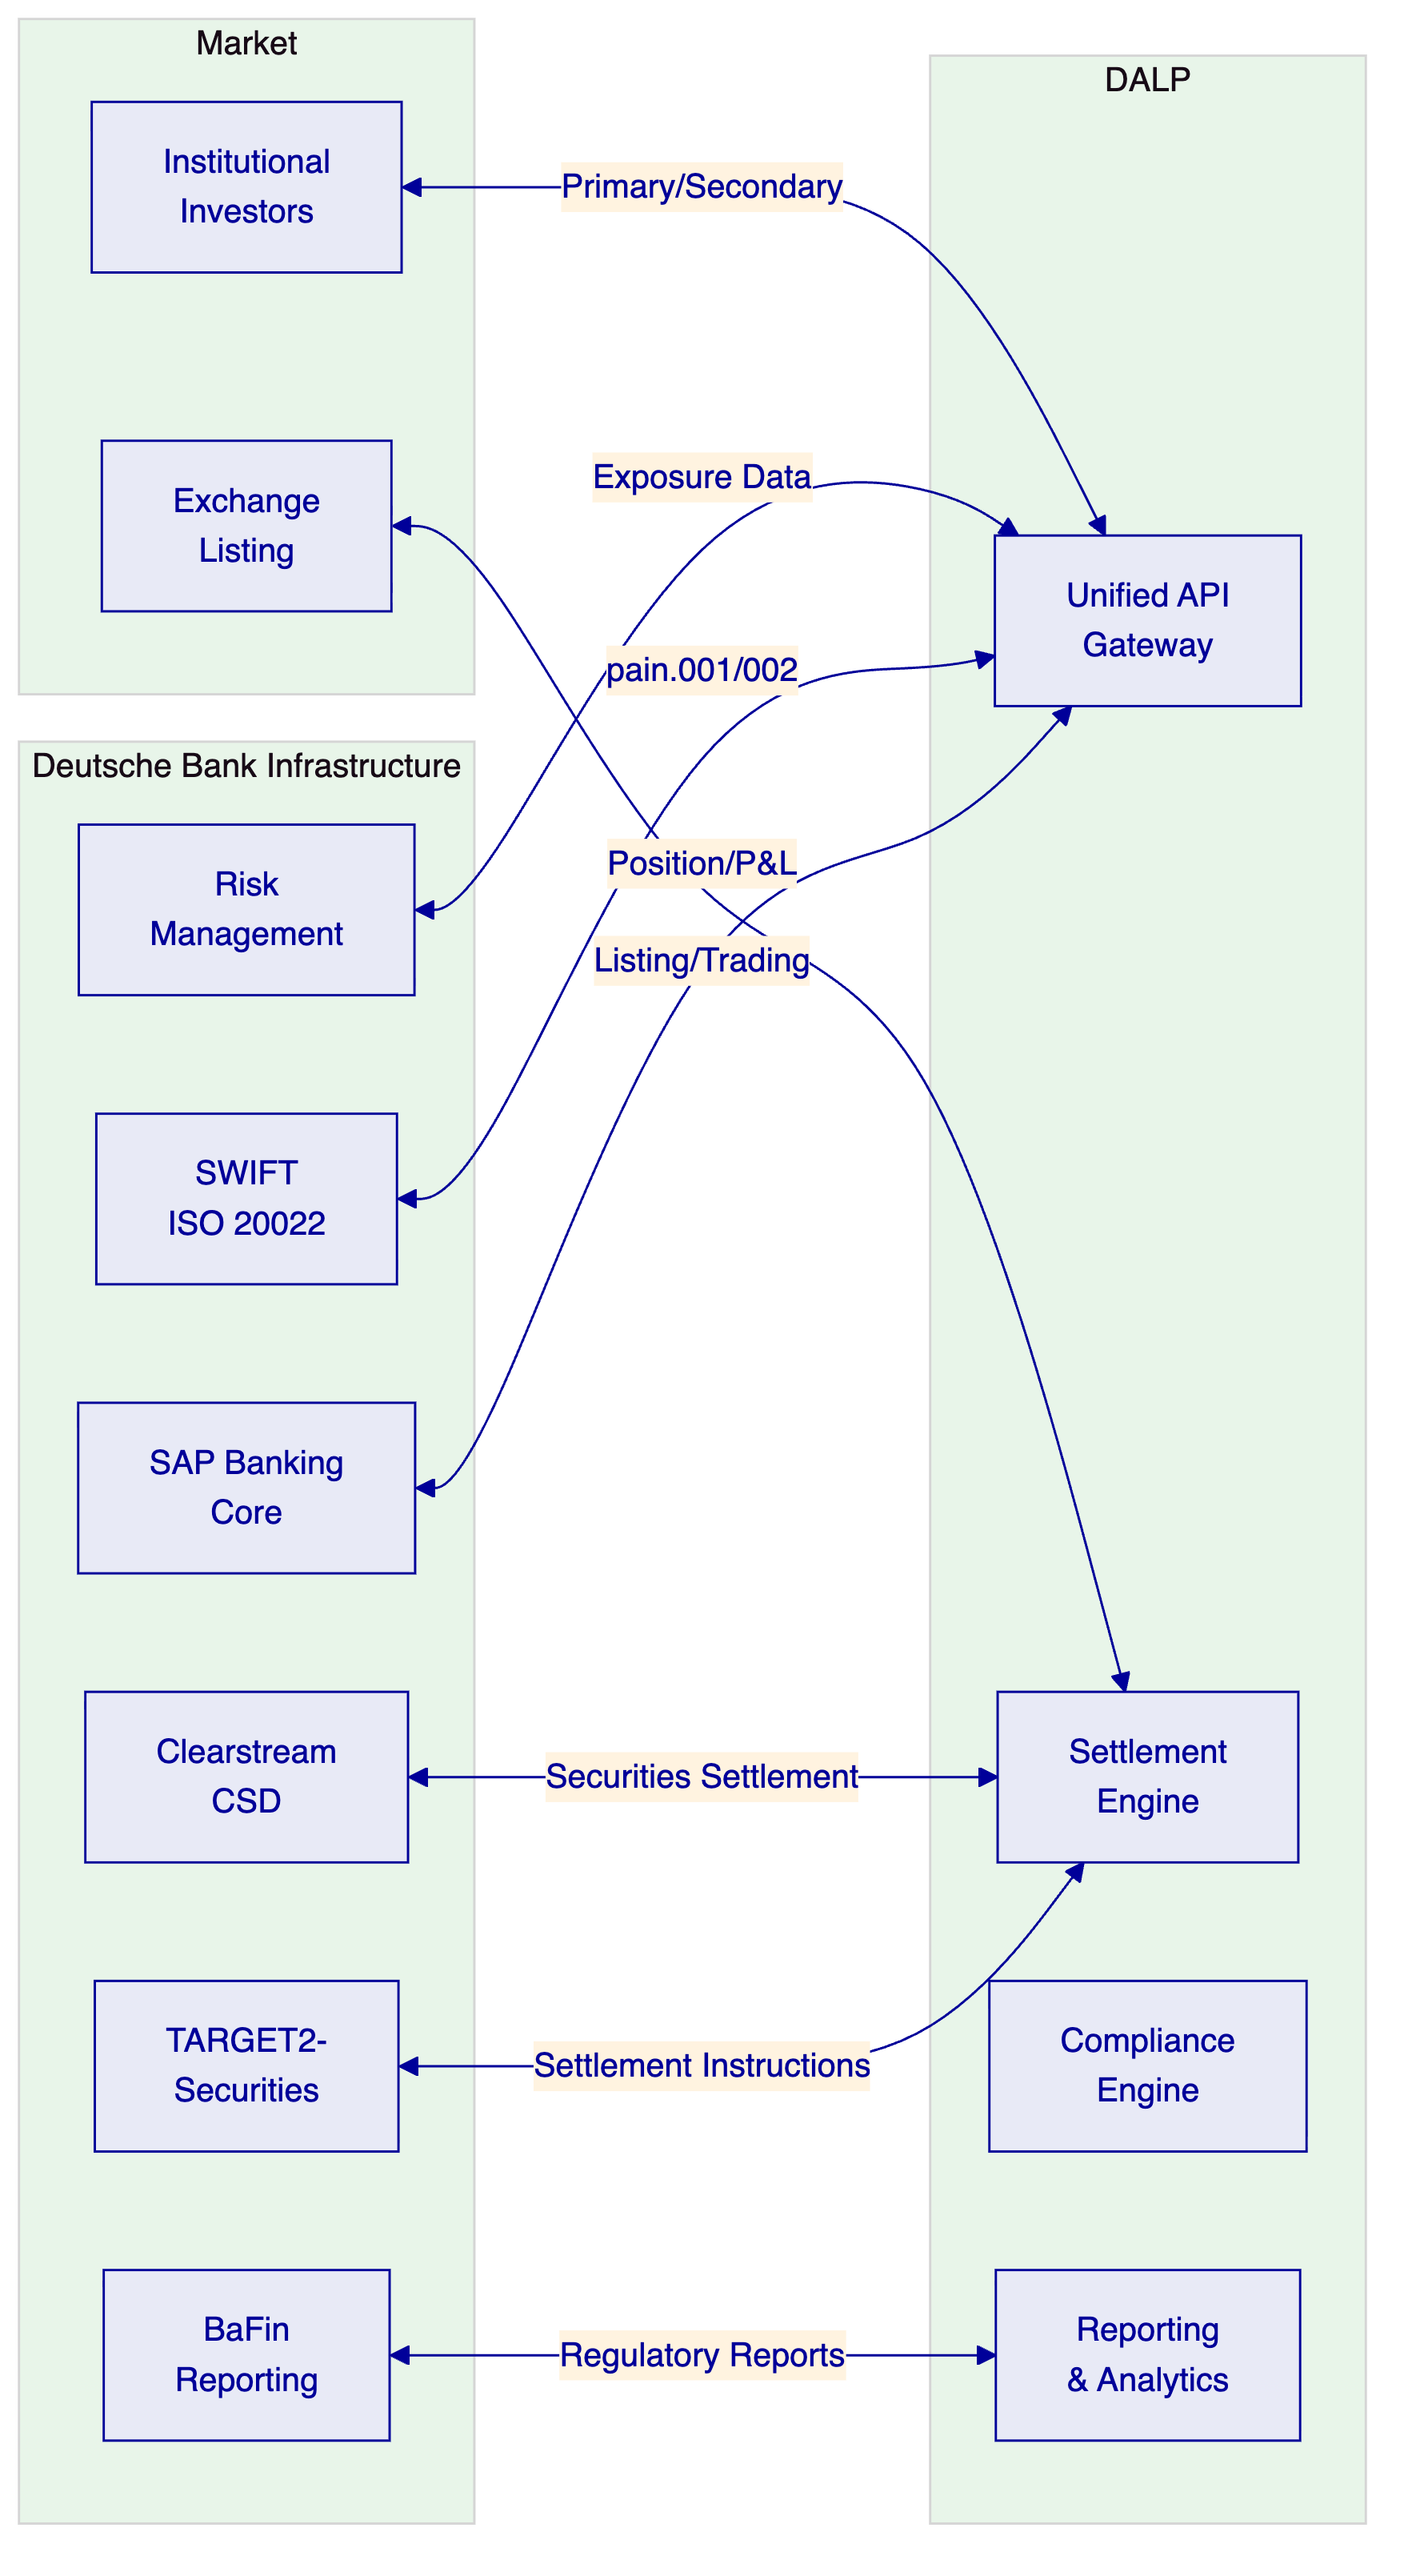 Market
Institutional
Investors
Exchange
Listing
Deutsche Bank Infrastructure
Risk
Management
SWIFT
ISO 20022
SAP Banking
Core
Clearstream
CSD
TARGET2-
Securities
BaFin
Reporting
Primary/Secondary
Exposure Data
pain.001/002
Position/P&L
Listing/Trading
Securities Settlement
Settlement Instructions
Regulatory Reports
DALP
Unified API
Gateway
Settlement
Engine
Compliance
Engine
Reporting
& Analytics